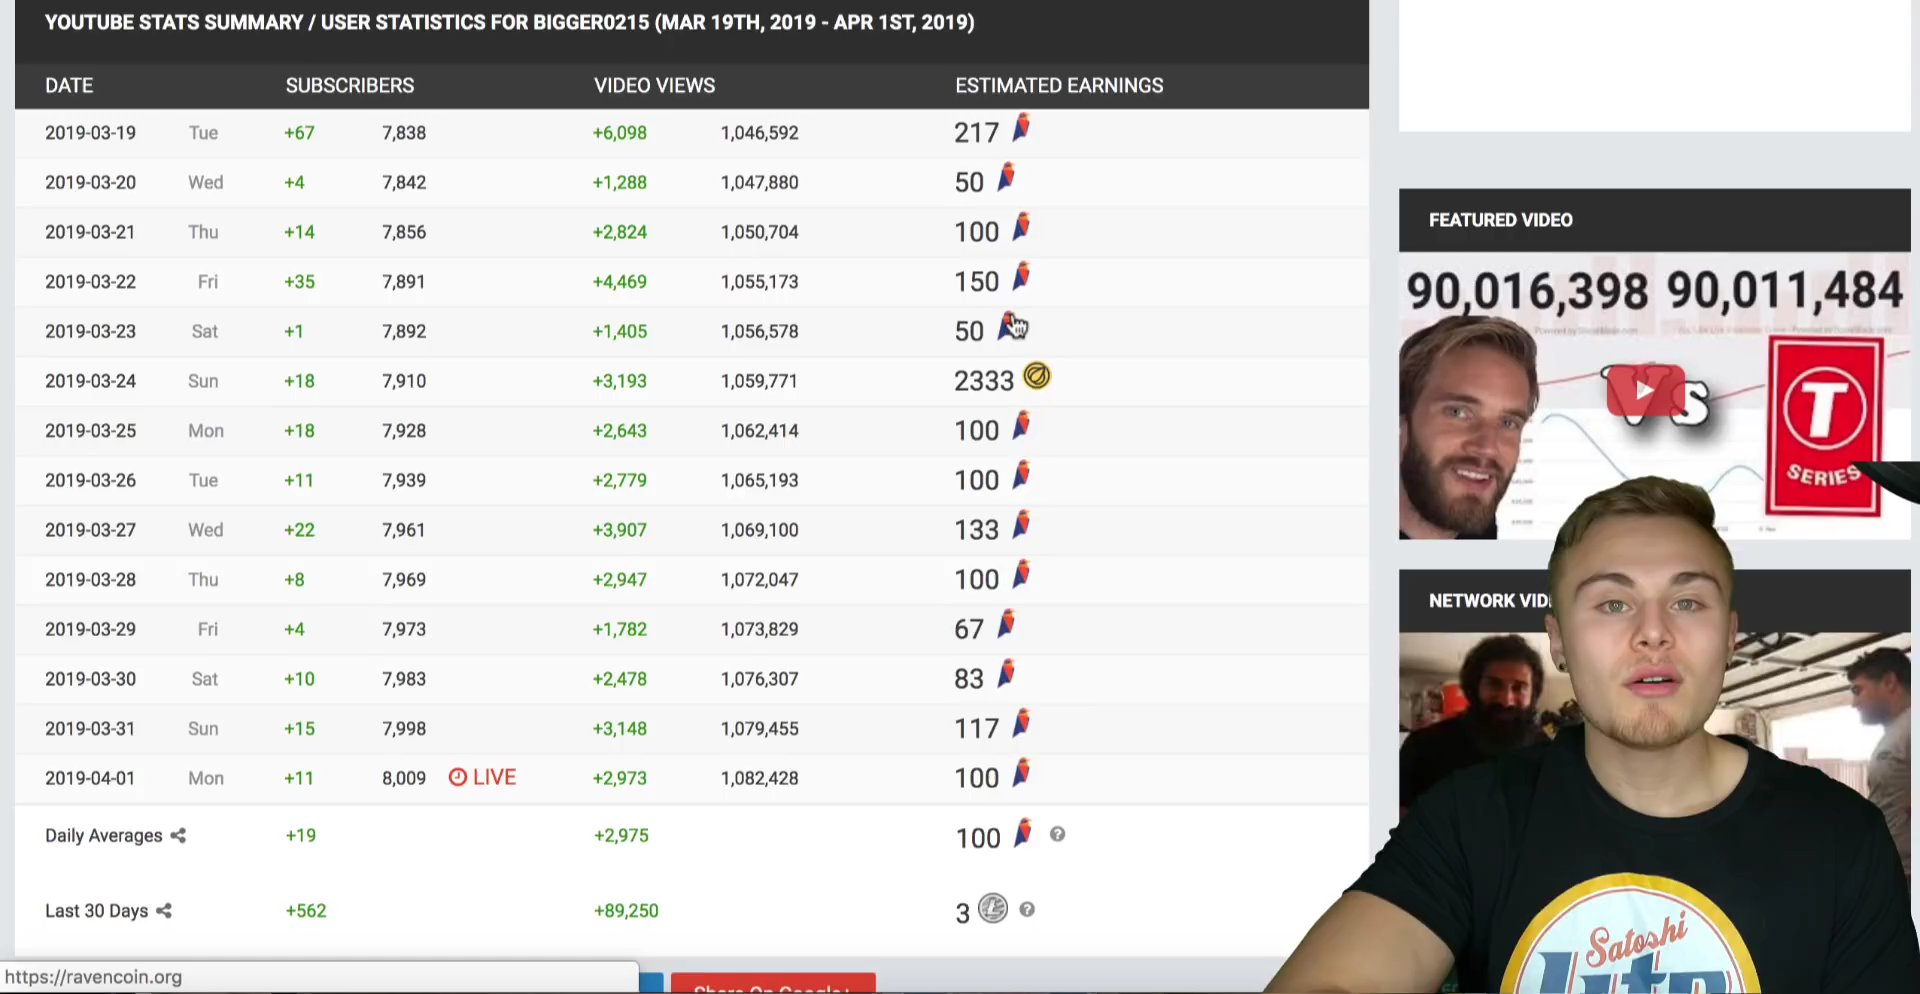 YOUTUBE STATS SUMMARY / USER STATISTICS FOR BIGGER0215 (MAR 19TH, 2019 - APR 1ST, 2019)
DATE SUBSCRIBERS VIDEO VIEWS ESTIMATED EARNINGS
2019-03-19 Tue +67 7,838 +6,098 1,046,592 217
2019-03-20 Wed +4 7,842 +1,288 1,047,880 50
2019-03-21 Thu +14 7,856 +2,824 1,050,704 100
2019-03-22 Fri +35 7,891 +4,469 1,055,173 150
2019-03-23 Sat +1 7,892 +1,405 1,056,578 50
2019-03-24 Sun +18 7,910 +3,193 1,059,771 2333
2019-03-25 Mon +18 7,928 +2,643 1,062,414 100
2019-03-26 Tue +11 7,939 +2,779 1,065,193 100
2019-03-27 Wed +22 7,961 +3,907 1,069,100 133
2019-03-28 Thu +8 7,969 +2,947 1,072,047 100
2019-03-29 Fri +4 7,973 +1,782 1,073,829 67
2019-03-30 Sat +10 7,983 +2,478 1,076,307 83
2019-03-31 Sun +15 7,998 +3,148 1,079,455 117
2019-04-01 Mon +11 8,009 LIVE +2,973 1,082,428 100
Daily Averages +19 +2,975 100 ?
Last 30 Days +562 +89,250 3 ?
https://ravencoin.org
Share On Google+
FEATURED VIDEO
90,016,398 90,011,484
Vs
T
SERIES
NETWORK VID
Satoshi